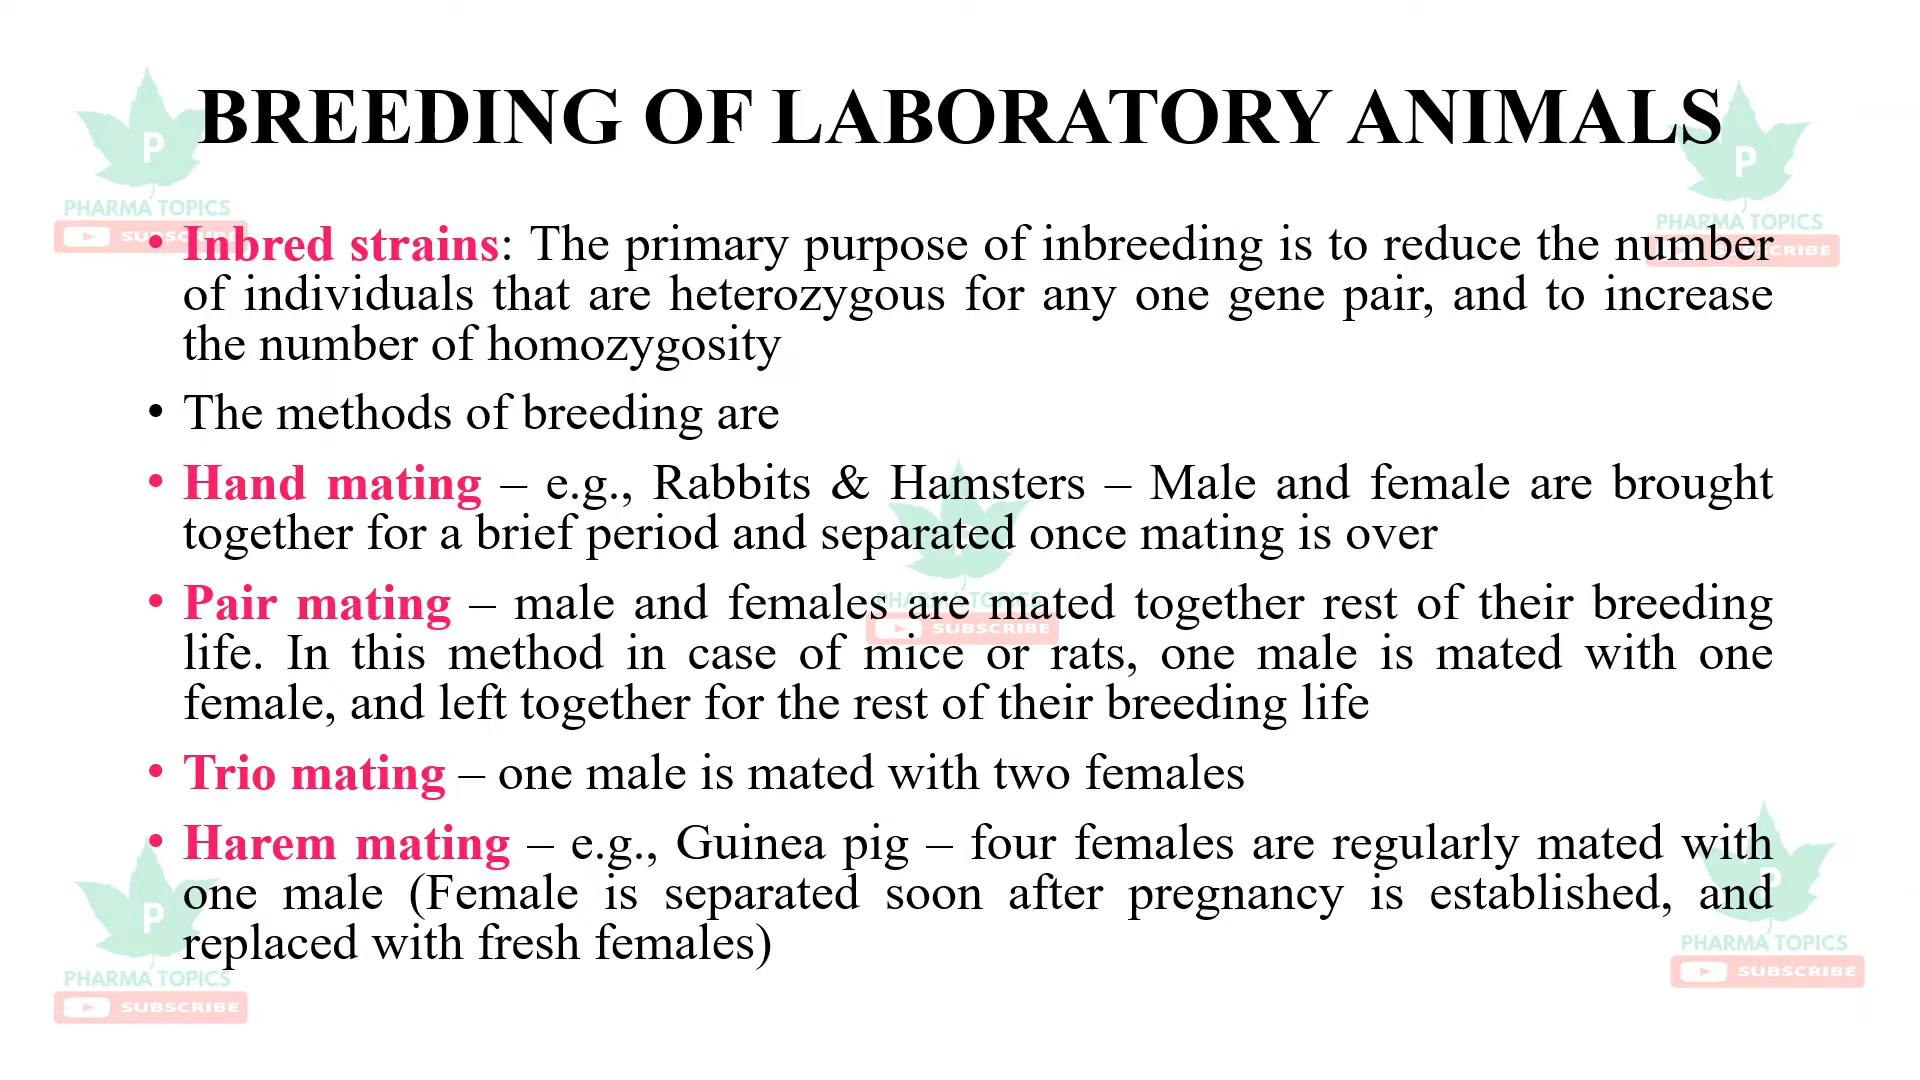 BREEDING OF LABORATORY ANIMALS
P
PHARMA TOPICS
SUBSCRIBE
P
PHARMA TOPICS
SUBSCRIBE
• Inbred strains: The primary purpose of inbreeding is to reduce the number
of individuals that are heterozygous for any one gene pair, and to increase
the number of homozygosity
• The methods of breeding are
• Hand mating – e.g., Rabbits & Hamsters – Male and female are brought
together for a brief period and separated once mating is over
• Pair mating – male and females are mated together rest of their breeding
life. In this method in case of mice or rats, one male is mated with one
female, and left together for the rest of their breeding life
PHARMA TOPICS
SUBSCRIBE
• Trio mating – one male is mated with two females
• Harem mating – e.g., Guinea pig – four females are regularly mated with
one male (Female is separated soon after pregnancy is established, and
replaced with fresh females)
P
PHARMA TOPICS
SUBSCRIBE
P
PHARMA TOPICS
SUBSCRIBE